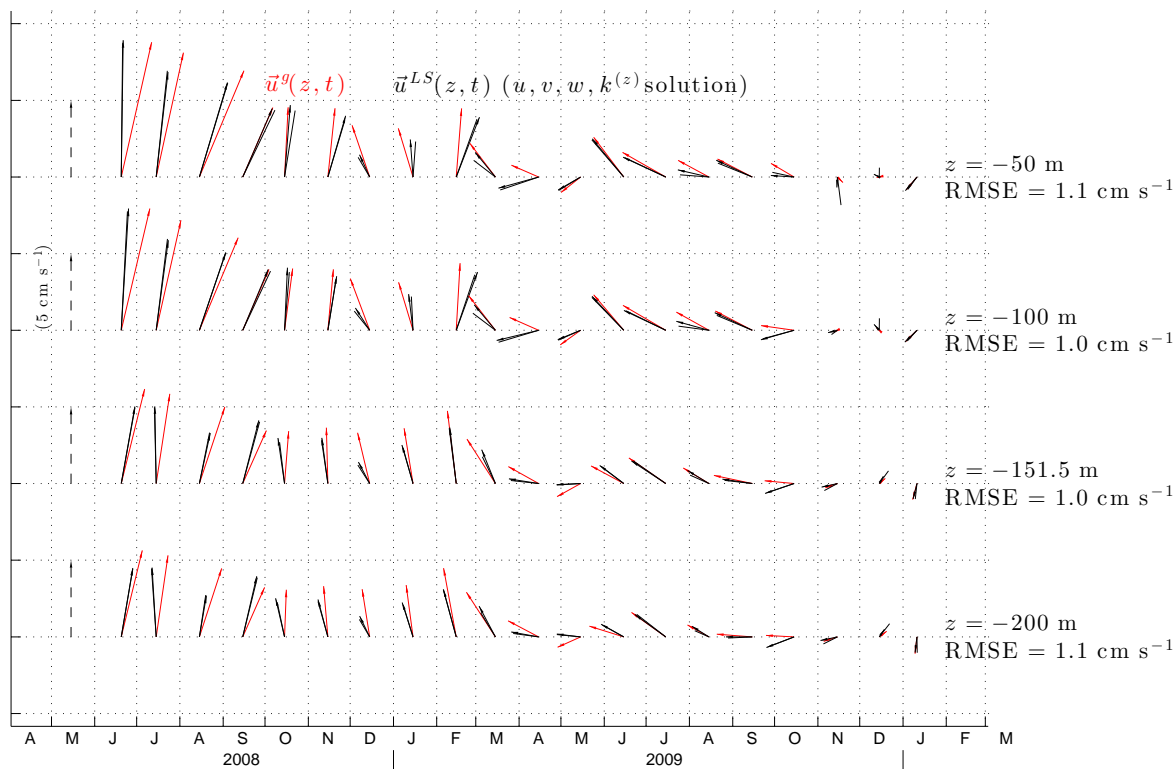 u⃗ᵍ(z, t)   u⃗ᴸˢ(z, t) (u, v, w, k⁽ᶻ⁾ solution)
z = −50 m
RMSE = 1.1 cm s⁻¹
(5 cm s⁻¹)
z = −100 m
RMSE = 1.0 cm s⁻¹
z = −151.5 m
RMSE = 1.0 cm s⁻¹
z = −200 m
RMSE = 1.1 cm s⁻¹
A M J J A S O N D J F M A M J J A S O N D J F M
2008 2009